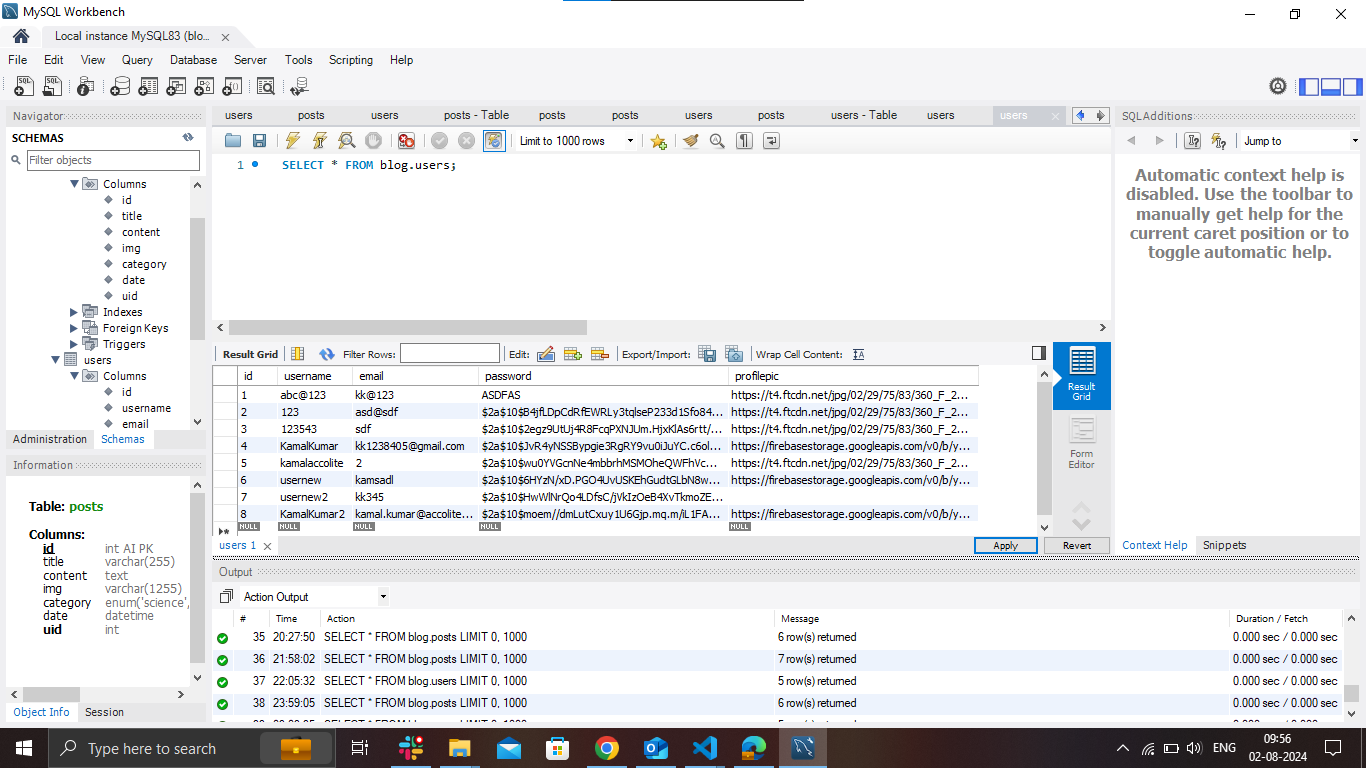 MySQL Workbench
Local instance MySQL83 (blo...
File Edit View Query Database Server Tools Scripting Help
Navigator
SCHEMAS
Filter objects
Columns
id
title
content
img
category
date
uid
Indexes
Foreign Keys
Triggers
users
Columns
id
username
email
Administration Schemas
Information
Table: posts
Columns:
id int AI PK
title varchar(255)
content text
img varchar(1255)
category enum('science',
date datetime
uid int
Object Info Session
users posts users posts - Table posts posts users posts users - Table users users
Limit to 1000 rows
1 SELECT * FROM blog.users;
Result Grid Filter Rows: Edit: Export/Import: Wrap Cell Content:
id username email password profilepic
1 abc@123 kk@123 ASDFAS https://t4.ftcdn.net/jpg/02/29/75/83/360_F_2...
2 123 asd@sdf $2a$10$B4jfLDpCdRfEWRLy3tqlseP233d1Sfo84... https://t4.ftcdn.net/jpg/02/29/75/83/360_F_2...
3 123543 sdf $2a$10$2egz9UtUj4R8FcqPXNJUm.HjxKlAs6rtt/... https://t4.ftcdn.net/jpg/02/29/75/83/360_F_2...
4 KamalKumar kk1238405@gmail.com $2a$10$JvR4yNSSBypgie3RgRY9vu0iJuYC.c6ol... https://firebasestorage.googleapis.com/v0/b/y...
5 kamalaccolite 2 $2a$10$wu0YVGcnNe4mbbrhMSMOheQWFhVc... https://t4.ftcdn.net/jpg/02/29/75/83/360_F_2...
6 usernew kamsadl $2a$10$6HYzN/xD.PGO4UvUSKEhGudtGLbN8w... https://firebasestorage.googleapis.com/v0/b/y...
7 usernew2 kk345 $2a$10$HwWlNrQo4LDfsC/jVkIzOeB4XvTkmoZE...
8 KamalKumar2 kamal.kumar@accolite... $2a$10$moem//dmLutCxuy1U6Gjp.mq.m/iL1FA... https://firebasestorage.googleapis.com/v0/b/y...
NULL NULL NULL NULL NULL
Result Grid
Form Editor
users 1
Apply Revert
SQLAdditions
Jump to
Automatic context help is
disabled. Use the toolbar to
manually get help for the
current caret position or to
toggle automatic help.
Context Help Snippets
Output
Action Output
# Time Action Message Duration / Fetch
35 20:27:50 SELECT * FROM blog.posts LIMIT 0, 1000 6 row(s) returned 0.000 sec / 0.000 sec
36 21:58:02 SELECT * FROM blog.posts LIMIT 0, 1000 7 row(s) returned 0.000 sec / 0.000 sec
37 22:05:32 SELECT * FROM blog.users LIMIT 0, 1000 5 row(s) returned 0.000 sec / 0.000 sec
38 23:59:05 SELECT * FROM blog.posts LIMIT 0, 1000 6 row(s) returned 0.000 sec / 0.000 sec
Type here to search
ENG
09:56
02-08-2024